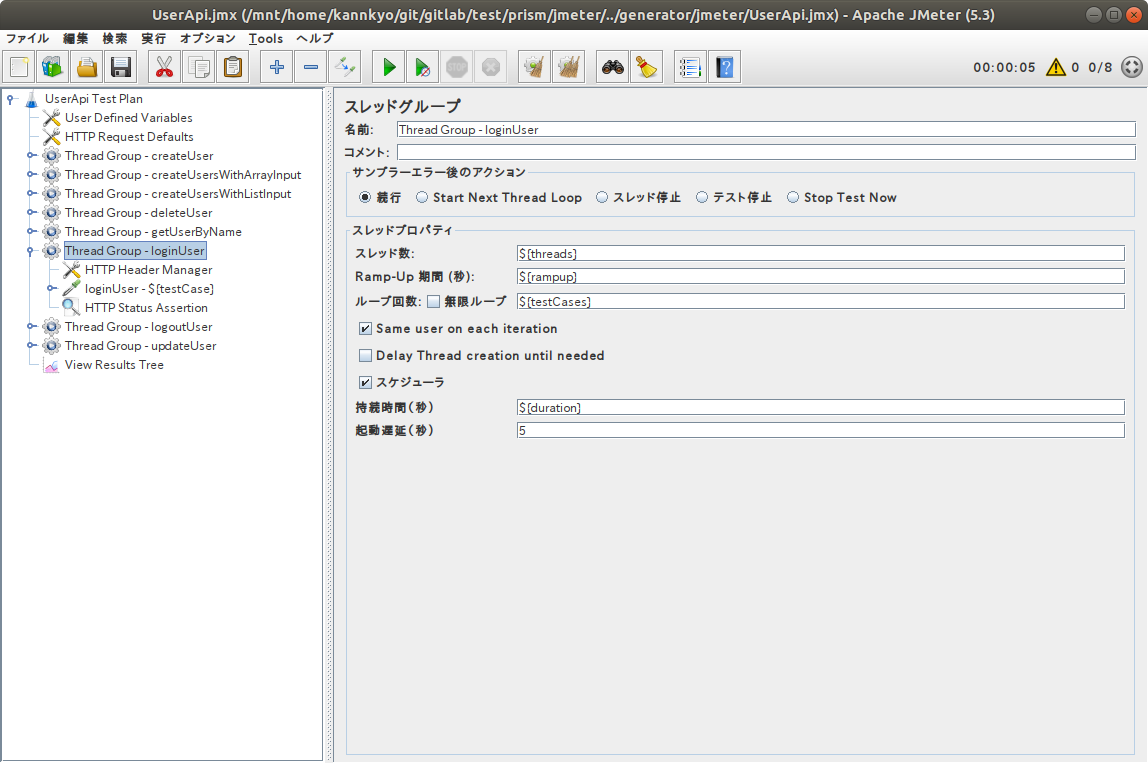 UserApi.jmx (/mnt/home/kannkyo/git/gitlab/test/prism/jmeter/../generator/jmeter/UserApi.jmx) - Apache JMeter (5.3)
ファイル 編集 検索 実行 オプション Tools ヘルプ
STOP 00:00:05 0 0/8
UserApi Test Plan
User Defined Variables
HTTP Request Defaults
Thread Group - createUser
Thread Group - createUsersWithArrayInput
Thread Group - createUsersWithListInput
Thread Group - deleteUser
Thread Group - getUserByName
Thread Group - loginUser
HTTP Header Manager
loginUser - ${testCase}
HTTP Status Assertion
Thread Group - logoutUser
Thread Group - updateUser
View Results Tree
スレッドグループ
名前: Thread Group - loginUser
コメント:
サンプラーエラー後のアクション
続行 Start Next Thread Loop スレッド停止 テスト停止 Stop Test Now
スレッドプロパティ
スレッド数: ${threads}
Ramp-Up 期間 (秒): ${rampup}
ループ回数: 無限ループ ${testCases}
Same user on each iteration
Delay Thread creation until needed
スケジューラ
持続時間（秒） ${duration}
起動遅延（秒） 5